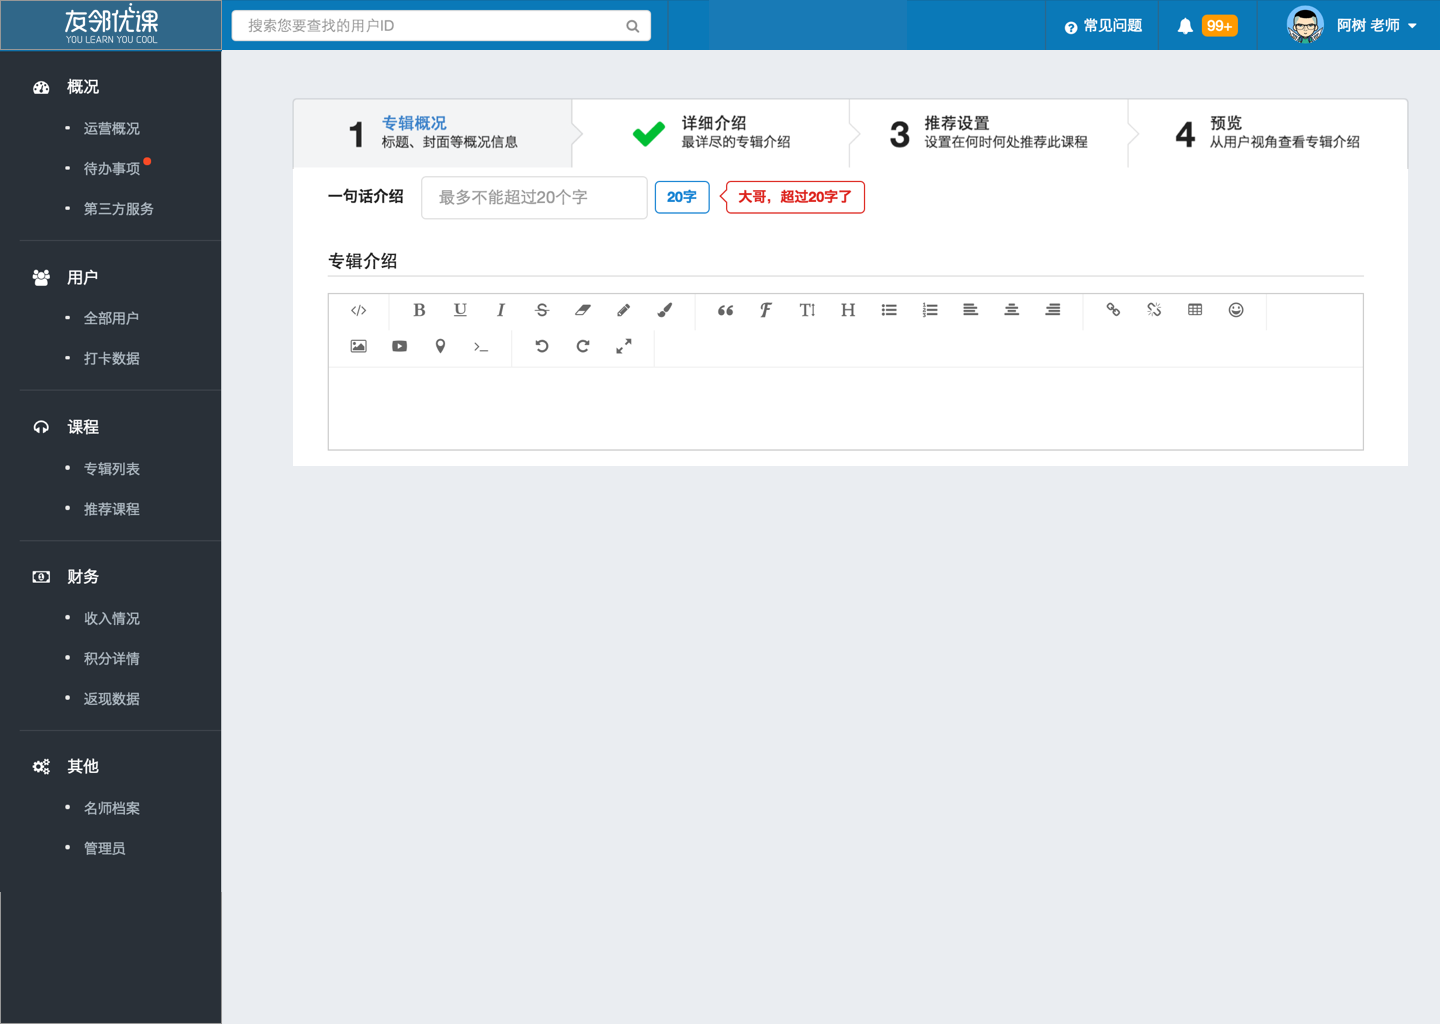 友邻优课
YOU LEARN YOU COOL
搜索您要查找的用户ID
常见问题
99+
阿树 老师
概况
运营概况
待办事项
第三方服务
用户
全部用户
打卡数据
课程
专辑列表
推荐课程
财务
收入情况
积分详情
返现数据
其他
名师档案
管理员
1
专辑概况
标题、封面等概况信息
详细介绍
最详尽的专辑介绍
3
推荐设置
设置在何时何处推荐此课程
4
预览
从用户视角查看专辑介绍
一句话介绍
最多不能超过20个字
20字
大哥，超过20字了
专辑介绍